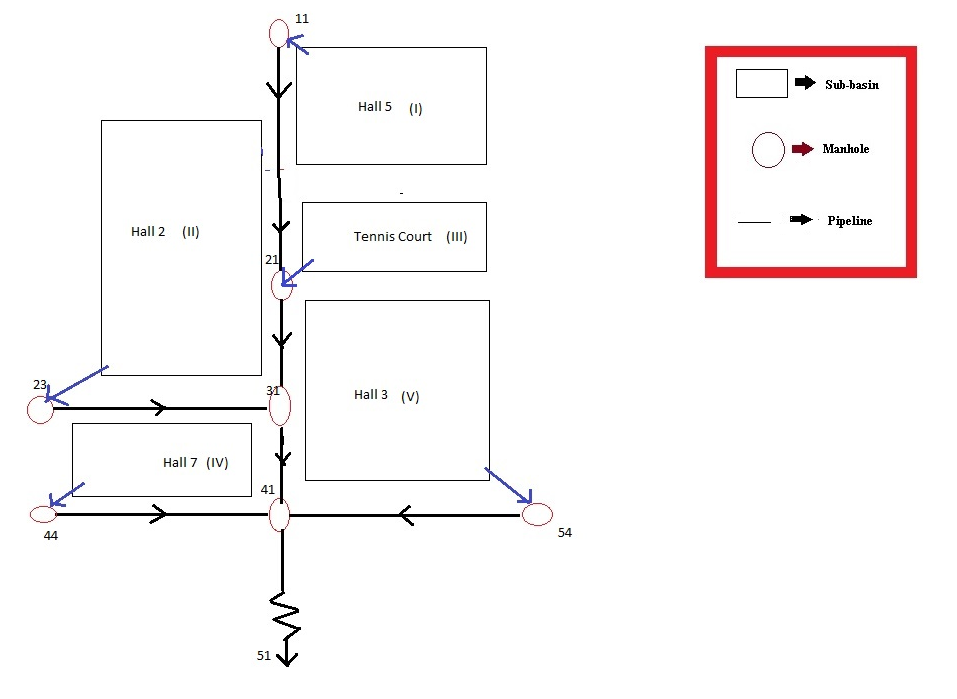 11
Hall 5 (I)
Sub-basin
Manhole
Pipeline
Hall 2 (II)
Tennis Court (III)
21
23
31
Hall 3 (V)
Hall 7 (IV)
41
44
54
51